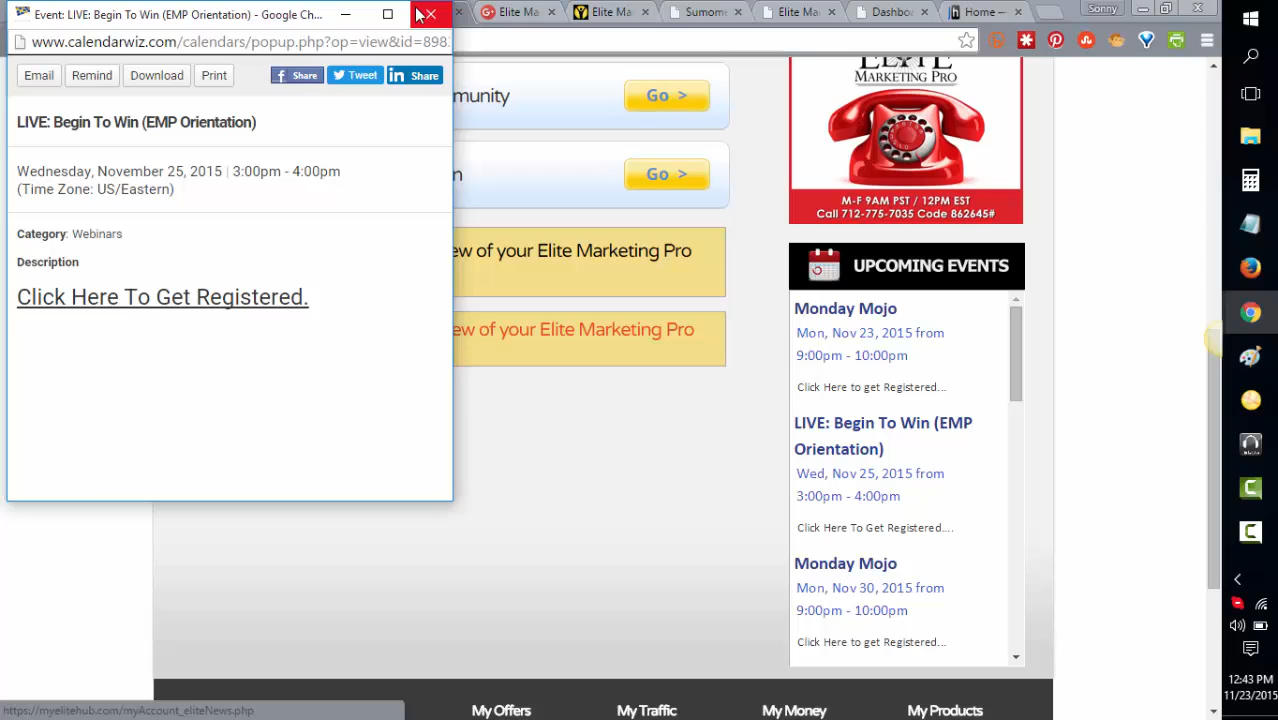 Event: LIVE: Begin To Win (EMP Orientation) - Google Ch...
www.calendarwiz.com/calendars/popup.php?op=view&id=898
Email
Remind
Download
Print
Share
Tweet
in Share
LIVE: Begin To Win (EMP Orientation)
Wednesday, November 25, 2015 | 3:00pm - 4:00pm
(Time Zone: US/Eastern)
Category: Webinars
Description
Click Here To Get Registered.
Elite Ma
Elite Ma
Sumome
Elite Ma
Dashboa
Home —
Sonny
munity
Go >
Go >
ew of your Elite Marketing Pro
ew of your Elite Marketing Pro
ELITE
MARKETING PRO
M-F 9AM PST / 12PM EST
Call 712-775-7035 Code 862645#
UPCOMING EVENTS
Monday Mojo
Mon, Nov 23, 2015 from
9:00pm - 10:00pm
Click Here to get Registered...
LIVE: Begin To Win (EMP
Orientation)
Wed, Nov 25, 2015 from
3:00pm - 4:00pm
Click Here To Get Registered....
Monday Mojo
Mon, Nov 30, 2015 from
9:00pm - 10:00pm
Click Here to get Registered...
https://myelitehub.com/myAccount_eliteNews.php
My Offers
My Traffic
My Money
My Products
12:43 PM
11/23/2015